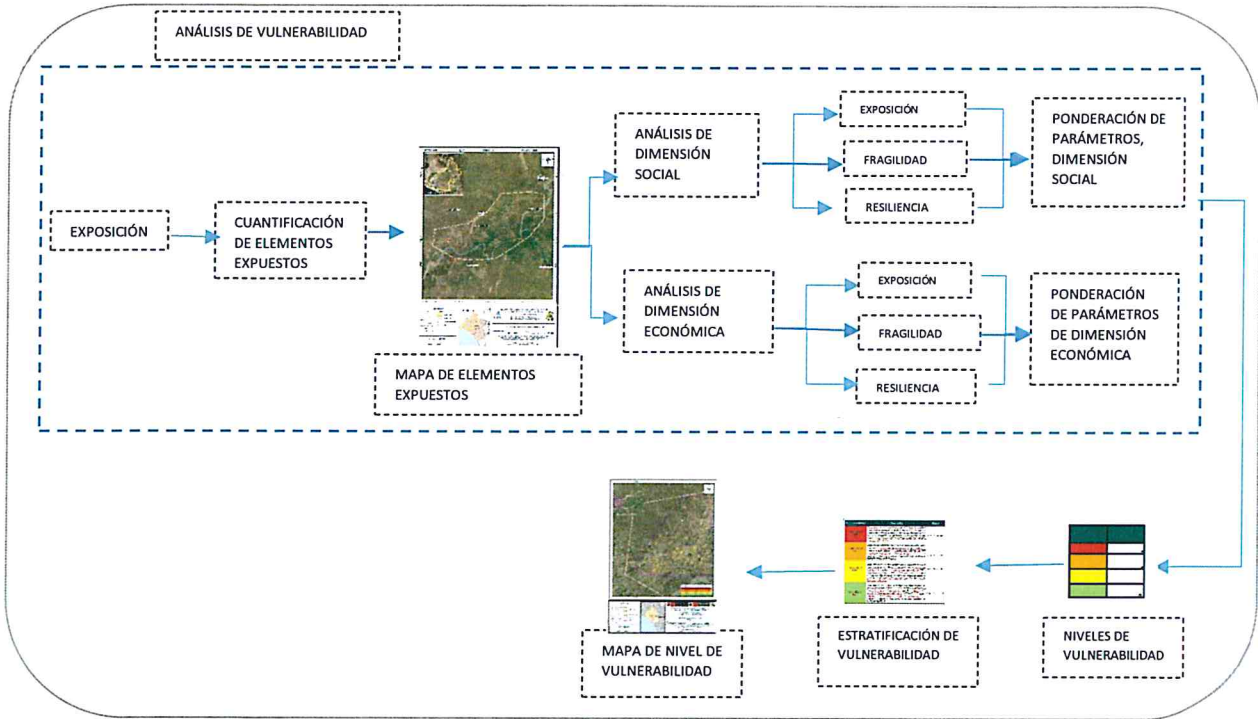 ANÁLISIS DE VULNERABILIDAD
EXPOSICIÓN
CUANTIFICACIÓN
DE ELEMENTOS
EXPUESTOS
MAPA DE ELEMENTOS
EXPUESTOS
ANÁLISIS DE
DIMENSIÓN
SOCIAL
EXPOSICIÓN
FRAGILIDAD
RESILIENCIA
PONDERACIÓN DE
PARÁMETROS,
DIMENSIÓN
SOCIAL
ANÁLISIS DE
DIMENSIÓN
ECONÓMICA
EXPOSICIÓN
FRAGILIDAD
RESILIENCIA
PONDERACIÓN
DE PARÁMETROS
DE DIMENSIÓN
ECONÓMICA
NIVELES DE
VULNERABILIDAD
ESTRATIFICACIÓN DE
VULNERABILIDAD
MAPA DE NIVEL DE
VULNERABILIDAD